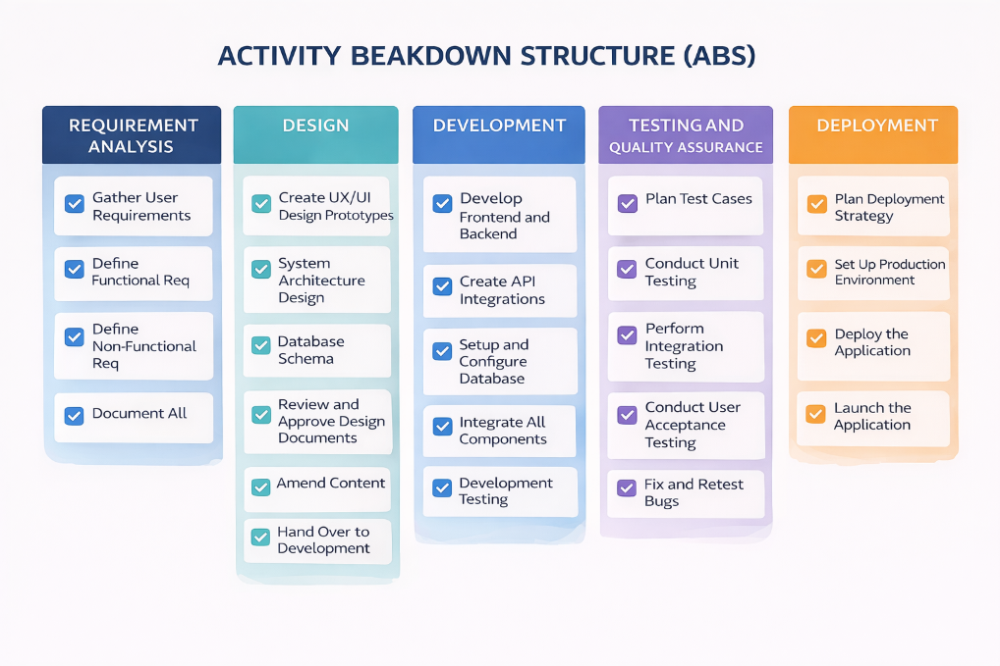 ACTIVITY BEAKDOWN STRUCTURE (ABS)
REQUIREMENT
ANALYSIS
Gather User
Requirements
Define
Functional Req
Define
Non-Functional
Req
Document All
DESIGN
Create UX/UI
Design Prototypes
System
Architecture
Design
Database
Schema
Review and
Approve Design
Documents
Amend Content
Hand Over to
Development
DEVELOPMENT
Develop
Frontend and
Backend
Create API
Integrations
Setup and
Configure
Database
Integrate All
Components
Development
Testing
TESTING AND
QUALITY ASSURANCE
Plan Test Cases
Conduct Unit
Testing
Perform
Integration
Testing
Conduct User
Acceptance
Testing
Fix and Retest
Bugs
DEPLOYMENT
Plan Deployment
Strategy
Set Up Production
Environment
Deploy the
Application
Launch the
Application